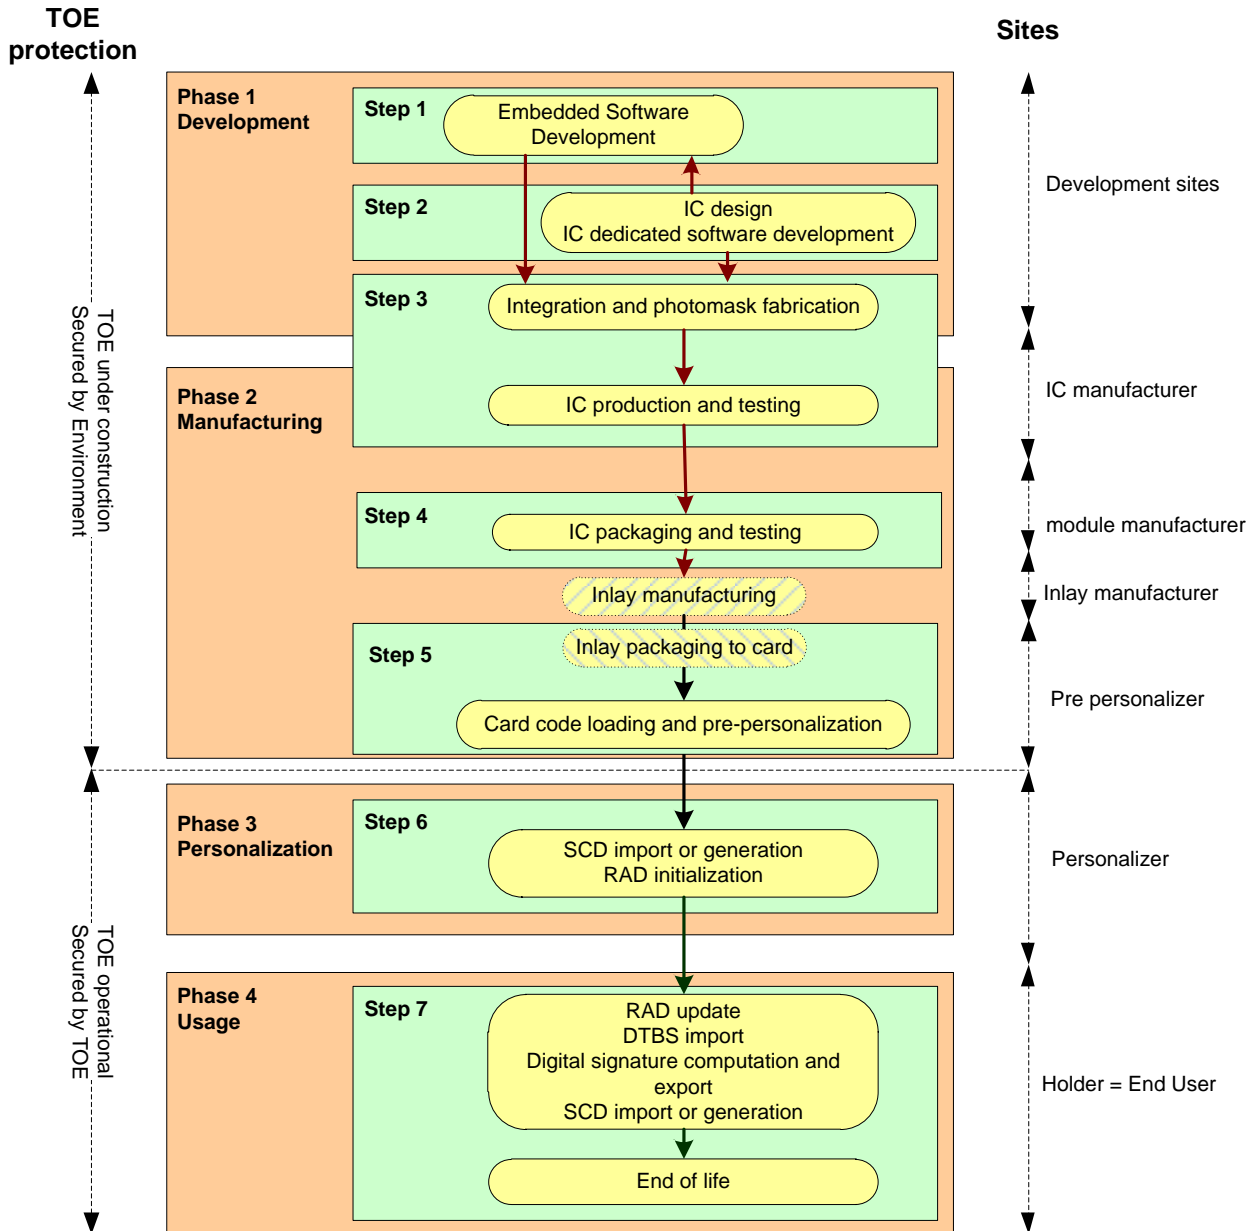 TOE
protection
Sites
Phase 1
Development
Step 1
Embedded Software
Development
Step 2
IC design
IC dedicated software development
Development sites
Step 3
Integration and photomask fabrication
TOE under construction
Secured by Environment
Phase 2
Manufacturing
IC production and testing
IC manufacturer
Step 4
IC packaging and testing
module manufacturer
Inlay manufacturing
Inlay manufacturer
Step 5
Inlay packaging to card
Card code loading and pre-personalization
Pre personalizer
Phase 3
Personalization
Step 6
SCD import or generation
RAD initialization
Personalizer
TOE operational
Secured by TOE
Phase 4
Usage
Step 7
RAD update
DTBS import
Digital signature computation and
export
SCD import or generation
Holder = End User
End of life